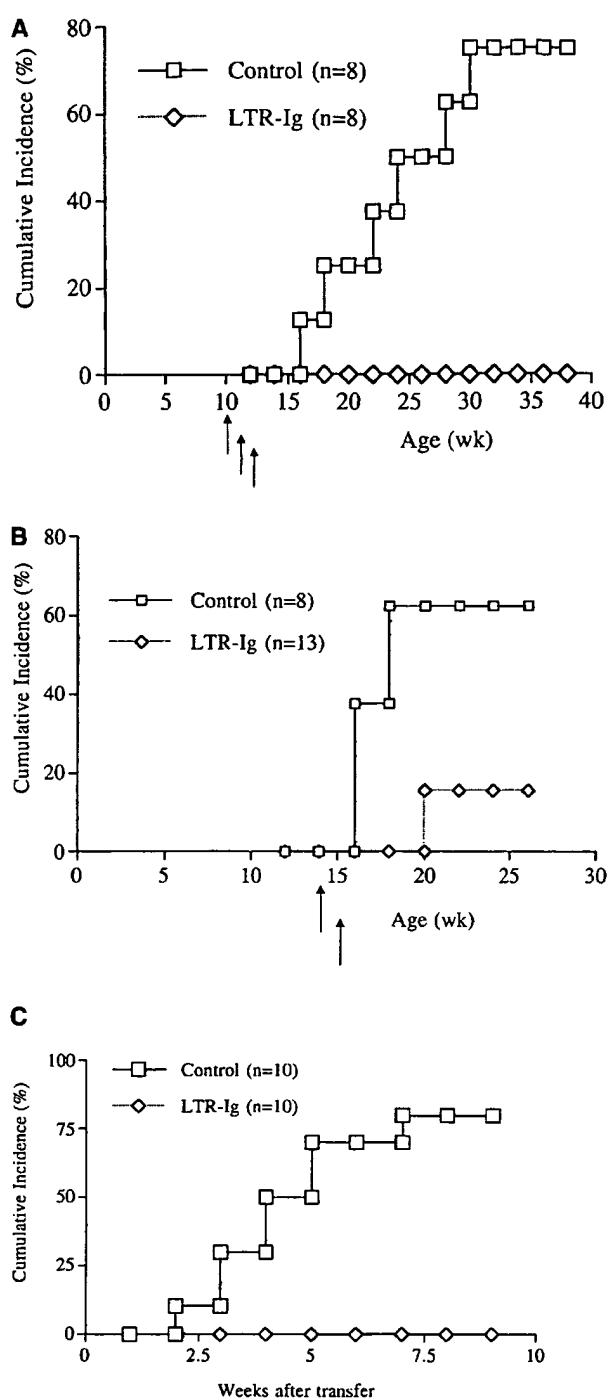 A
Cumulative Incidence (%)
80
60
40
20
0
Control (n=8)
LTR-Ig (n=8)
0 5 10 15 20 25 30 35 40
Age (wk)
B
Cumulative Incidence (%)
80
60
40
20
0
Control (n=8)
LTR-Ig (n=13)
0 5 10 15 20 25 30
Age (wk)
C
Cumulative Incidence (%)
100
75
50
25
0
Control (n=10)
LTR-Ig (n=10)
0 2.5 5 7.5 10
Weeks after transfer